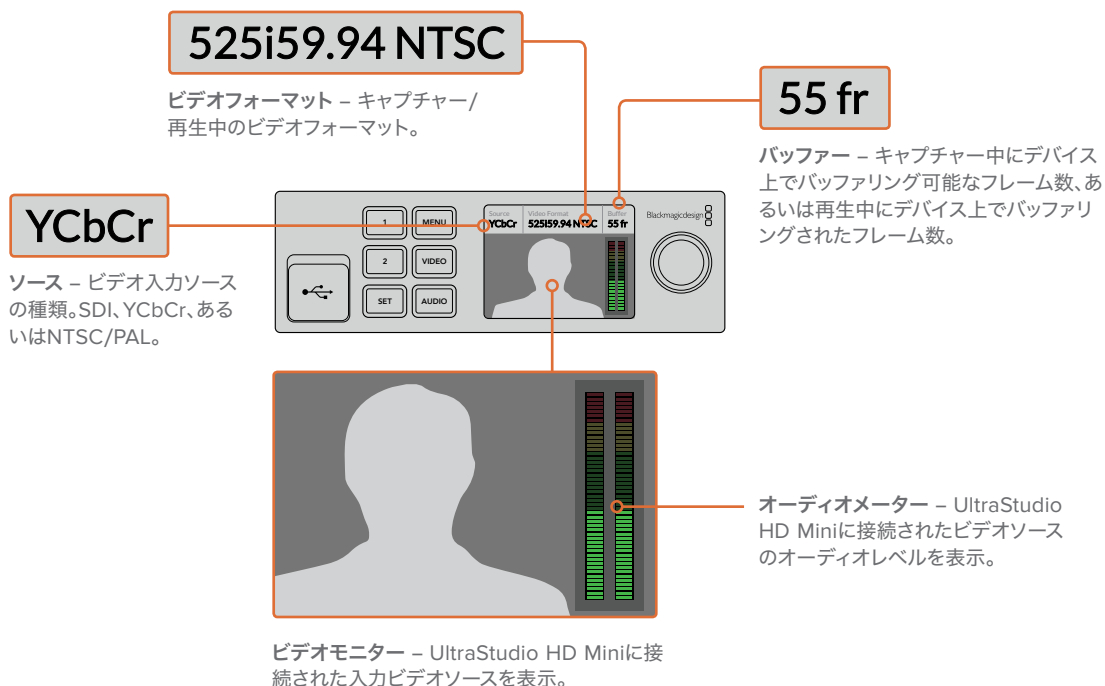 525i59.94 NTSC
ビデオフォーマット – キャプチャー/
再生中のビデオフォーマット。
55 fr
バッファー – キャプチャー中にデバイス
上でバッファリング可能なフレーム数、あ
るいは再生中にデバイス上でバッファリ
ングされたフレーム数。
YCbCr
ソース – ビデオ入力ソース
の種類。SDI、YCbCr、ある
いはNTSC/PAL。
1
MENU
2
VIDEO
SET
AUDIO
Source
YCbCr
Video Format
525i59.94 NTSC
Buffer
55 fr
Blackmagicdesign
オーディオメーター – UltraStudio
HD Miniに接続されたビデオソース
のオーディオレベルを表示。
ビデオモニター – UltraStudio HD Miniに接
続された入力ビデオソースを表示。